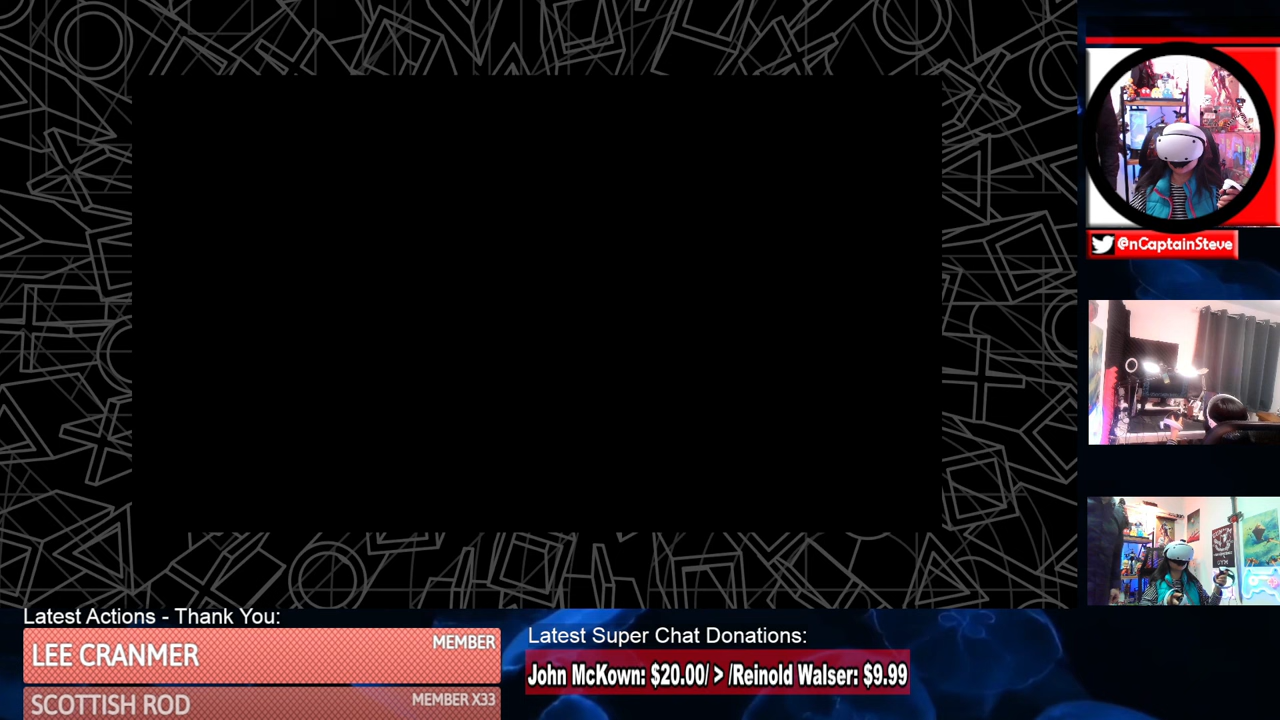 @nCaptainSteve
Latest Actions - Thank You:
LEE CRANMER
MEMBER
SCOTTISH ROD
MEMBER X33
Latest Super Chat Donations:
John McKown: $20.00/ > /Reinold Walser: $9.99
GYM